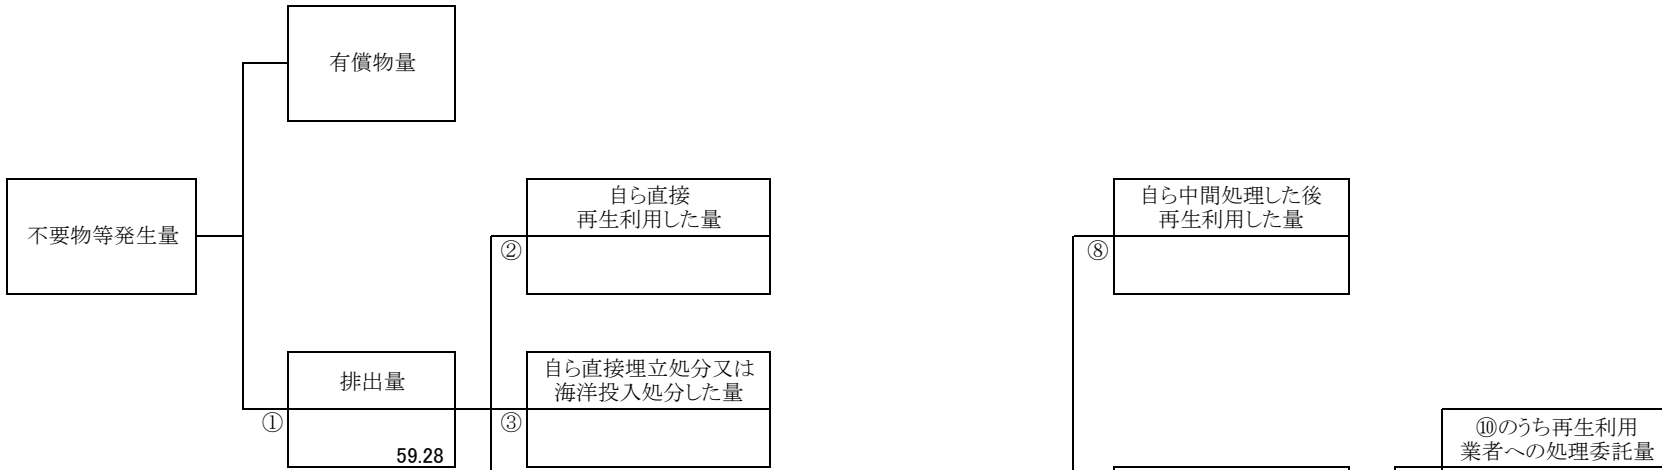 有償物量
不要物等発生量
自ら直接
再生利用した量
②
自ら中間処理した後
再生利用した量
⑧
排出量
①
59.28
自ら直接埋立処分又は
海洋投入処分した量
③
⑩のうち再生利用
業者への処理委託量